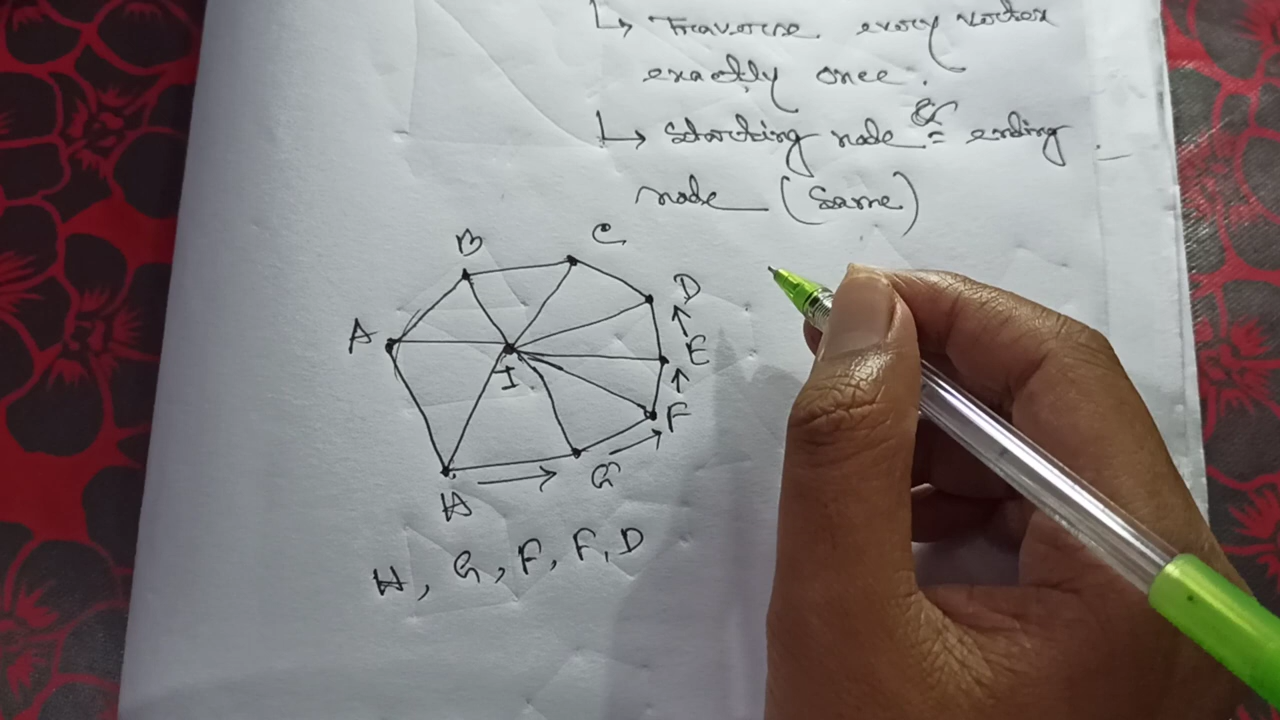 ↳ Traverse every vertex
exactly once.
↳ Starting node & ending
node (Same)
B C
A D
I E
F
H G
H, G, F, F, D